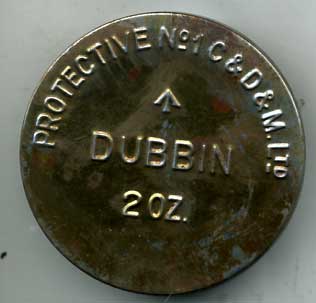 PROTECTIVE No1 C&D&M. LTD
DUBBIN
2 OZ.